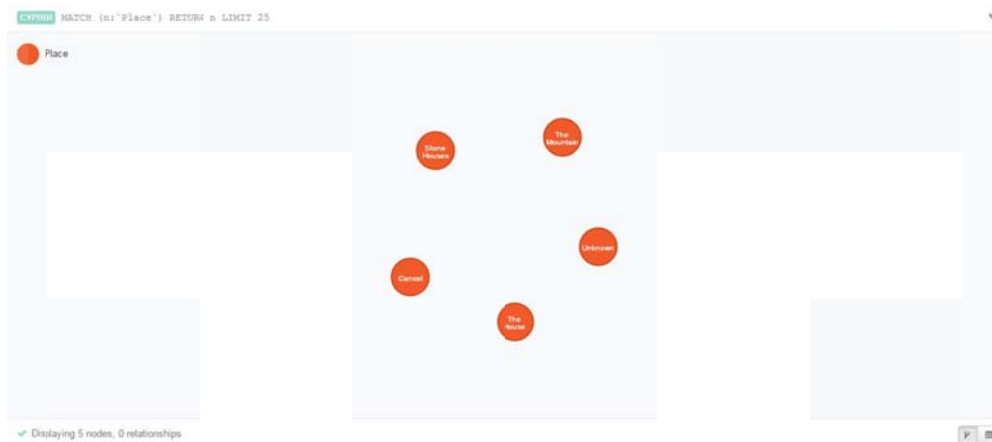 CYPHER MATCH (n:`Place`) RETURN n LIMIT 25
Place
Stone
Houses
The
Mountain
Unknown
Camsel
The
House
Displaying 5 nodes, 0 relationships